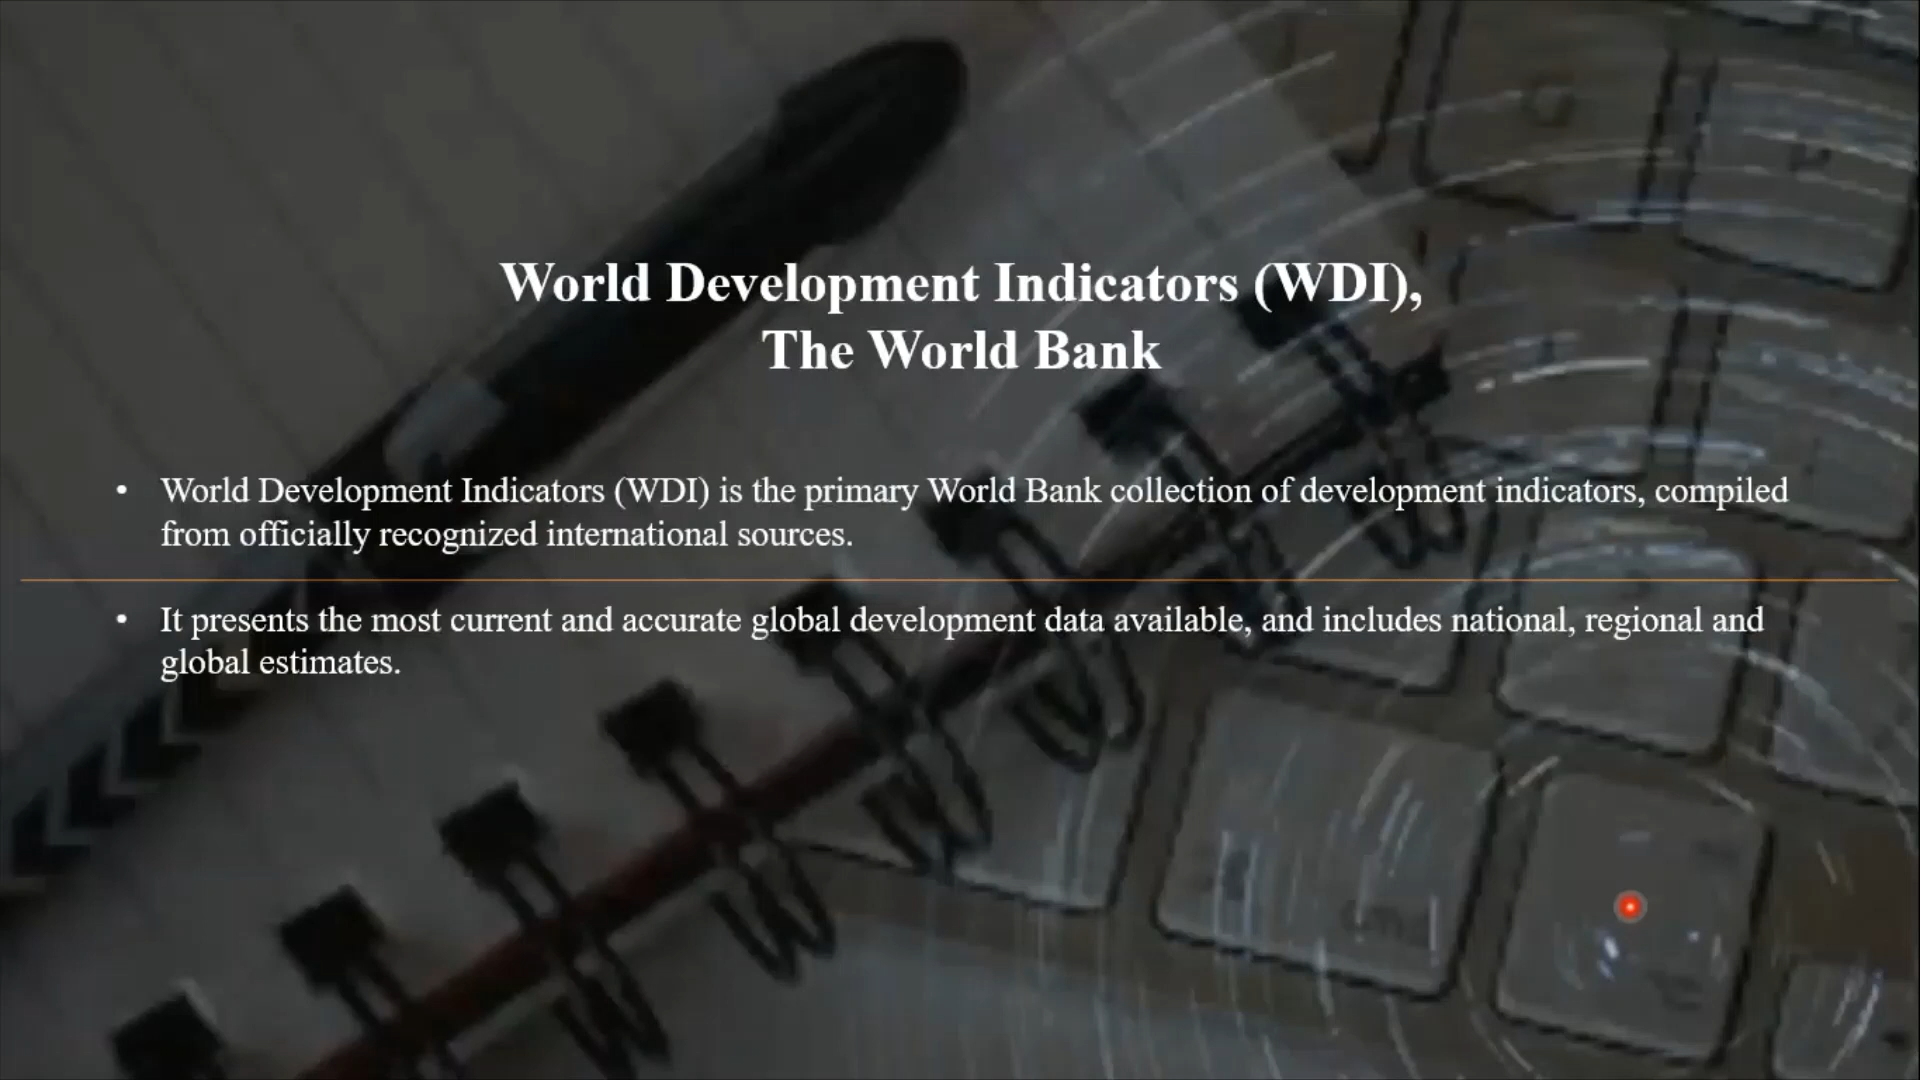 World Development Indicators (WDI),
The World Bank
• World Development Indicators (WDI) is the primary World Bank collection of development indicators, compiled
from officially recognized international sources.
• It presents the most current and accurate global development data available, and includes national, regional and
global estimates.